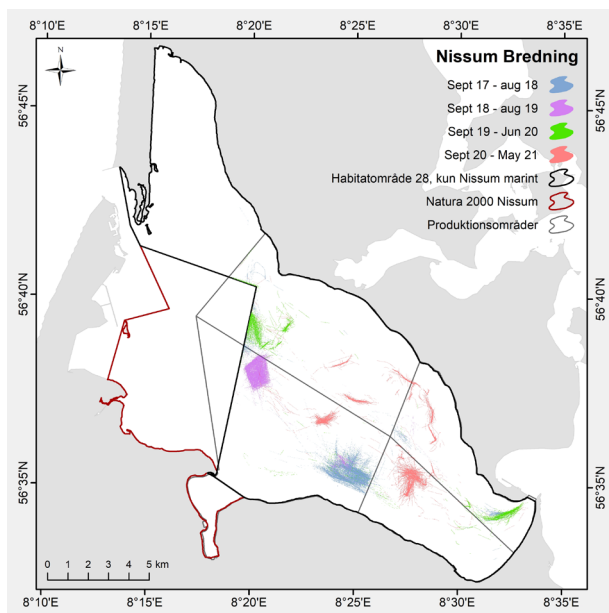 8°10'E 8°15'E 8°20'E 8°25'E 8°30'E 8°35'E
N
Nissum Bredning
Sept 17 - aug 18
Sept 18 - aug 19
Sept 19 - Jun 20
Sept 20 - May 21
Habitatområde 28, kun Nissum marint
Natura 2000 Nissum
Produktionsområder
56°45'N 56°45'N
56°40'N 56°40'N
56°35'N 56°35'N
0 1 2 3 4 5 km
8°10'E 8°15'E 8°20'E 8°25'E 8°30'E 8°35'E